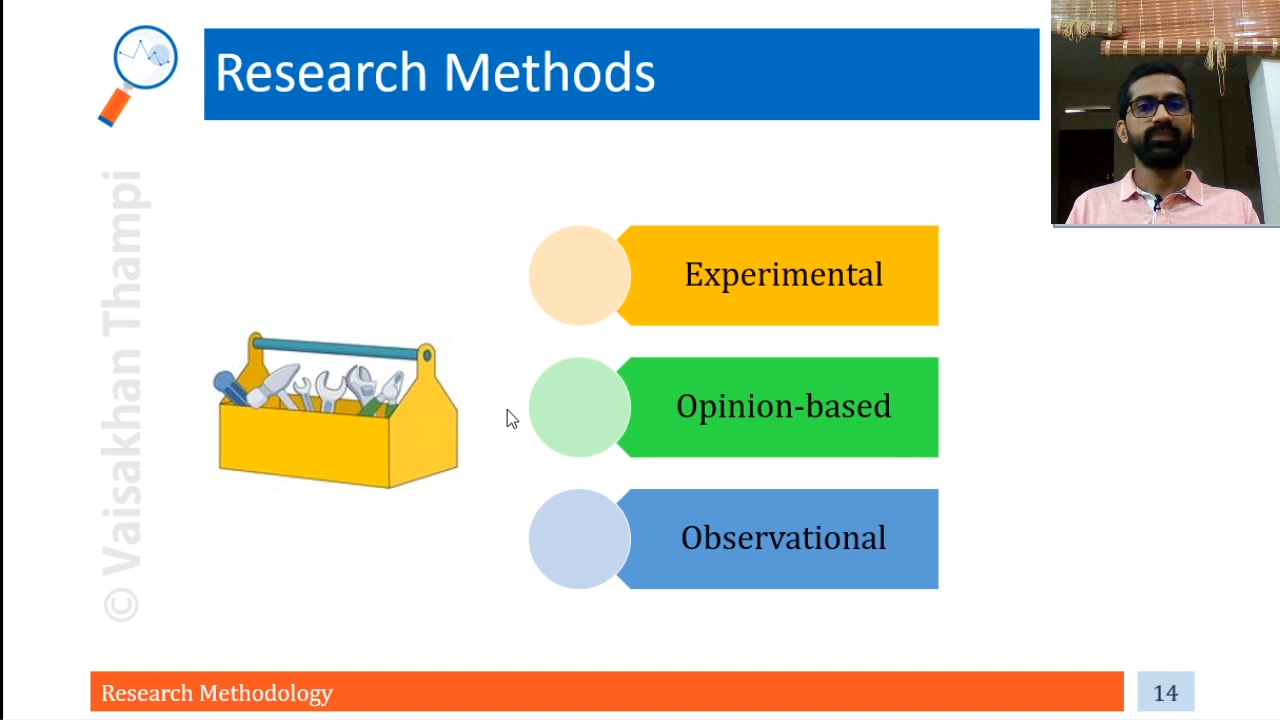 Research Methods
© Vaisakhan Thampi
Experimental
Opinion-based
Observational
Research Methodology
14